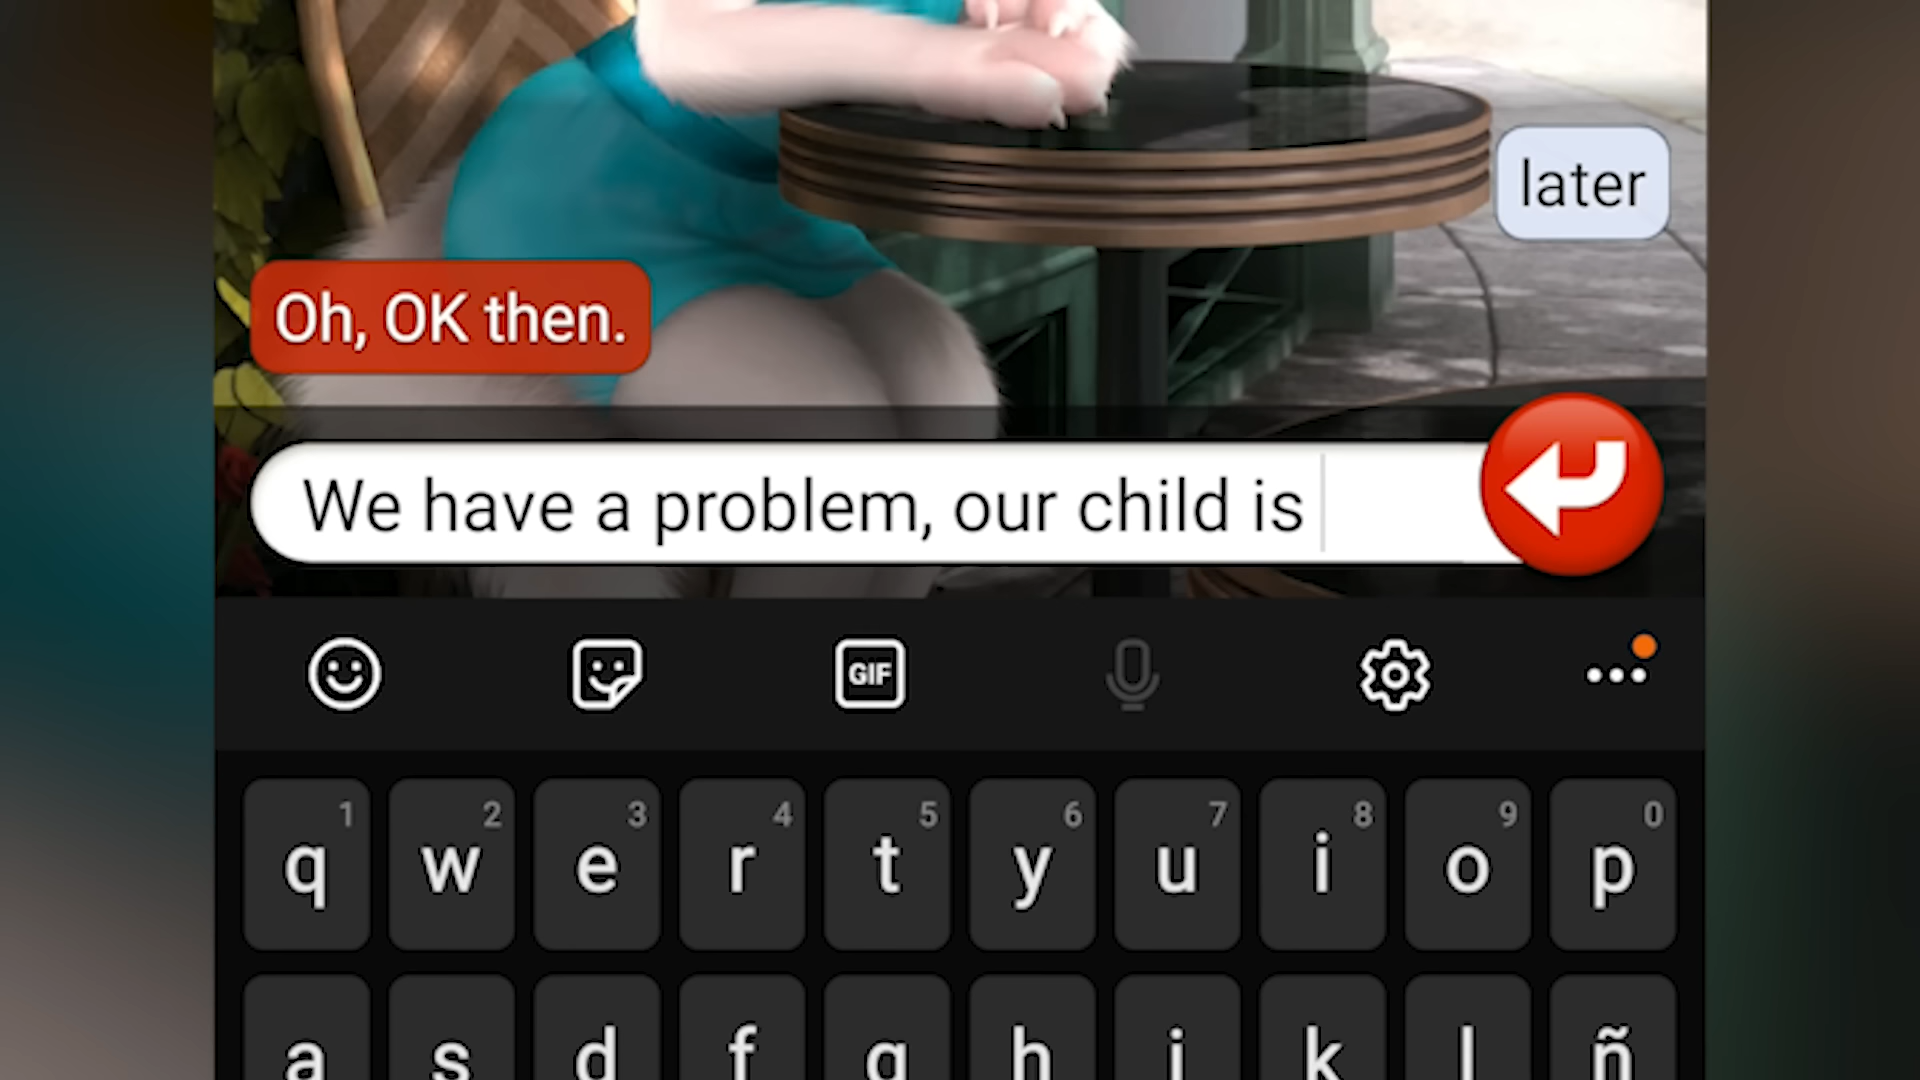 later
Oh, OK then.
We have a problem, our child is
GIF
1 2 3 4 5 6 7 8 9 0
q w e r t y u i o p
a s d f g h j k l ñ